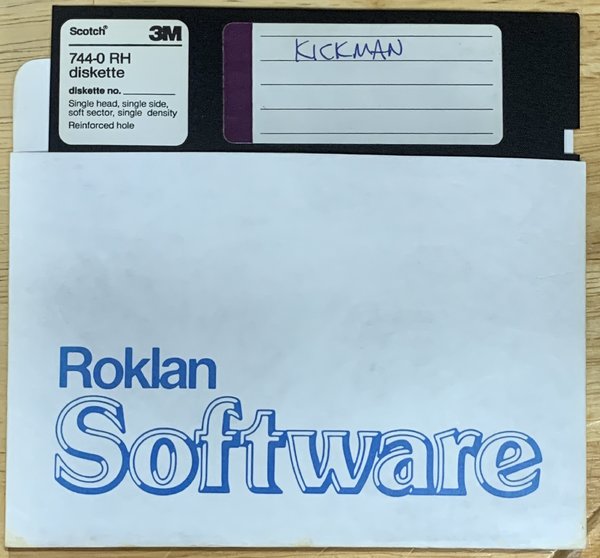 Scotch® 3M
744-0 RH
diskette
diskette no. ________
Single head, single side,
soft sector, single density
Reinforced hole
KICKMAN
Roklan
Software